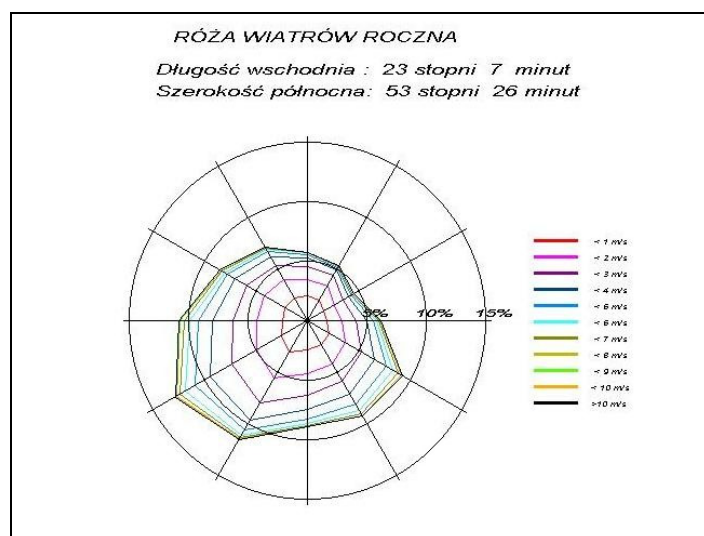 RÓŻA WIATRÓW ROCZNA
Długość wschodnia : 23 stopni 7 minut
Szerokość północna: 53 stopni 26 minut
5% 10% 15%
< 1 m/s
< 2 m/s
< 3 m/s
< 4 m/s
< 6 m/s
< 6 m/s
< 7 m/s
< 8 m/s
< 9 m/s
< 10 m/s
>10 m/s